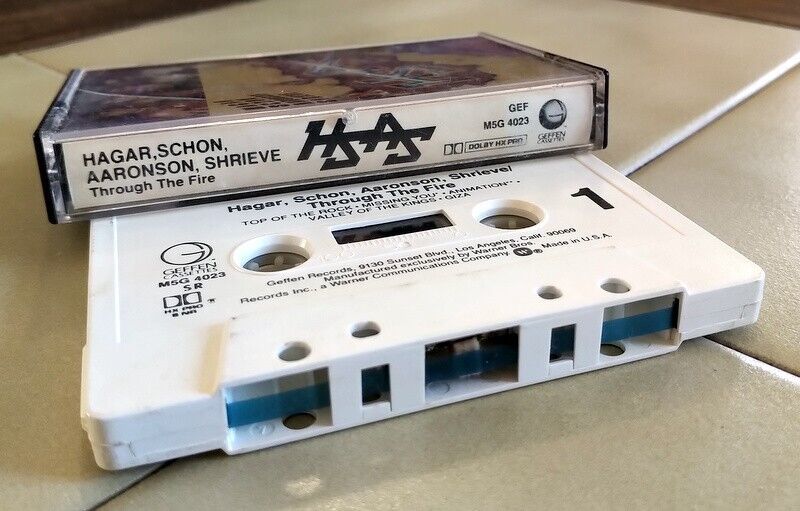 HAGAR, SCHON,
AARONSON, SHRIEVE
Through The Fire
HSAS
GEF
M5G 4023
DOLBY HX PRO
GEFFEN
CASSETTES
Hagar, Schon, Aaronson, Shrieve/
Through The Fire
TOP OF THE ROCK • MISSING YOU • ANIMATION
VALLEY OF THE KINGS • GIZA
1
GEFFEN
CASSETTES
M5G 4023
SR
HX PRO
B NR
Geffen Records, 9130 Sunset Blvd., Los Angeles, Calif. 90069
Manufactured exclusively by Warner Bros.
Records Inc., a Warner Communications Company ® Made in U.S.A.